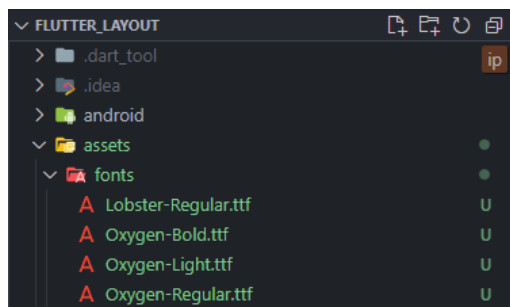 FLUTTER_LAYOUT
.dart_tool
ip
.idea
android
assets
fonts
Lobster-Regular.ttf U
Oxygen-Bold.ttf U
Oxygen-Light.ttf U
Oxygen-Regular.ttf U